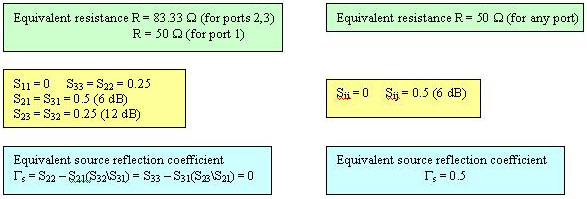 Equivalent resistance R = 83.33 Ω (for ports 2,3)
R = 50 Ω (for port 1)
S11 = 0 S33 = S22 = 0.25
S21 = S31 = 0.5 (6 dB)
S23 = S32 = 0.25 (12 dB)
Equivalent source reflection coefficient
Γs = S22 – S21(S32\S31) = S33 – S31(S23\S21) = 0
Equivalent resistance R = 50 Ω (for any port)
Sii = 0 Sij = 0.5 (6 dB)
Equivalent source reflection coefficient
Γs = 0.5